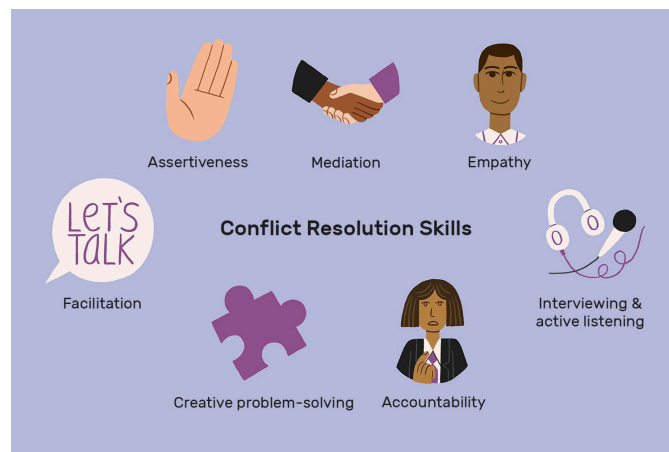 Assertiveness
Mediation
Empathy
LET'S
TALK
Conflict Resolution Skills
Facilitation
Interviewing &
active listening
Creative problem-solving
Accountability